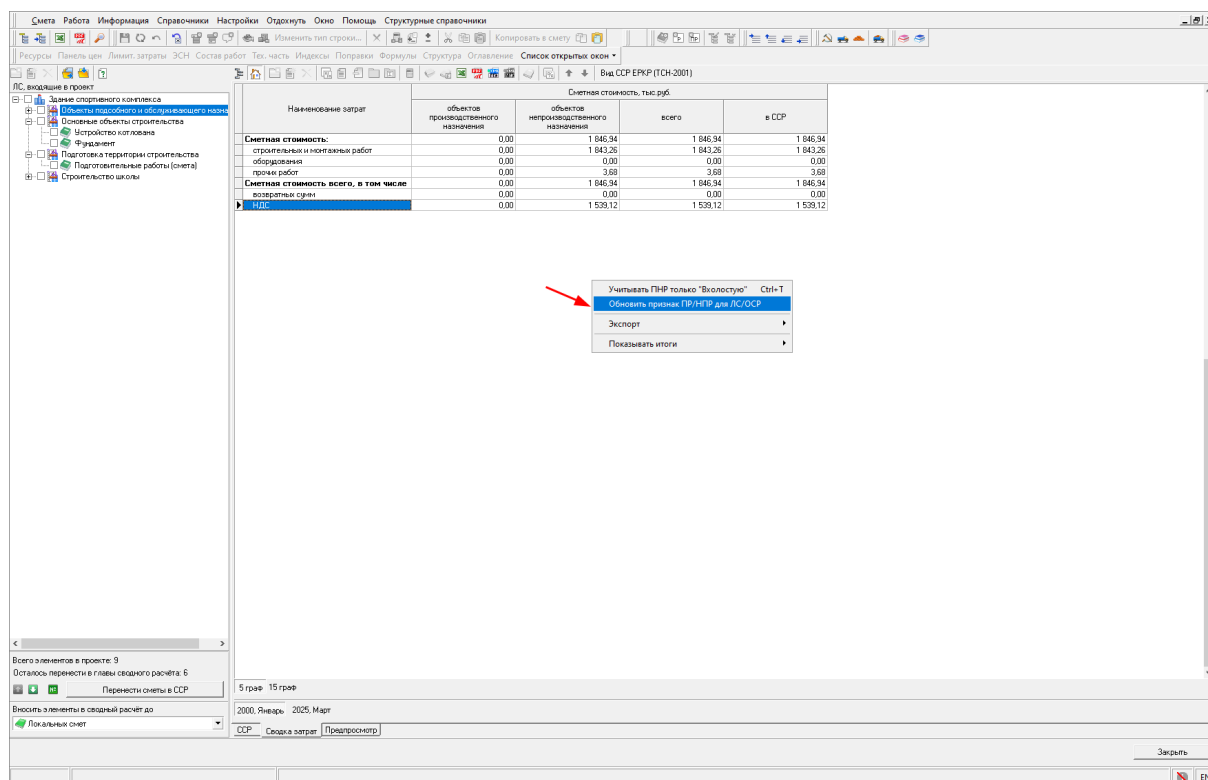 Смета Работа Информация Справочники Настройки Отдохнуть Окно Помощь Структурные справочники
Изменить тип строки... Копировать в смету
Ресурсы Панель цен Лимит. затраты ЭСН Состав работ Тех. часть Индексы Поправки Формулы Структура Оглавление Список открытых окон
Вид ССР ЕРКР (ТСН-2001)
ЛС, входящие в проект
Здание спортивного комплекса
Объекты подсобного и обслуживающего назна
Основные объекты строительства
Устройство котлована
Фундамент
Подготовка территории строительства
Подготовительные работы (смета)
Строительство школы
Всего элементов в проекте: 9
Осталось перенести в главы сводного расчёта: 6
Перенести сметы в ССР
Вносить элементы в сводный расчёт до
Локальных смет
Наименование затрат
Сметная стоимость, тыс.руб.
объектов производственного назначения
объектов непроизводственного назначения
всего
в ССР
Сметная стоимость: 0,00 1 846,94 1 846,94 1 846,94
строительных и монтажных работ 0,00 1 843,26 1 843,26 1 843,26
оборудования 0,00 0,00 0,00 0,00
прочих работ 0,00 3,68 3,68 3,68
Сметная стоимость всего, в том числе 0,00 1 846,94 1 846,94 1 846,94
возвратных сумм 0,00 0,00 0,00 0,00
НДС 0,00 1 539,12 1 539,12 1 539,12
Учитывать ПНР только "Вхолостую" Ctrl+T
Обновить признак ПР/НПР для ЛС/ОСР
Экспорт
Показывать итоги
5 граф 15 граф
2000, Январь 2025, Март
ССР Сводка затрат Предпросмотр
Закрыть